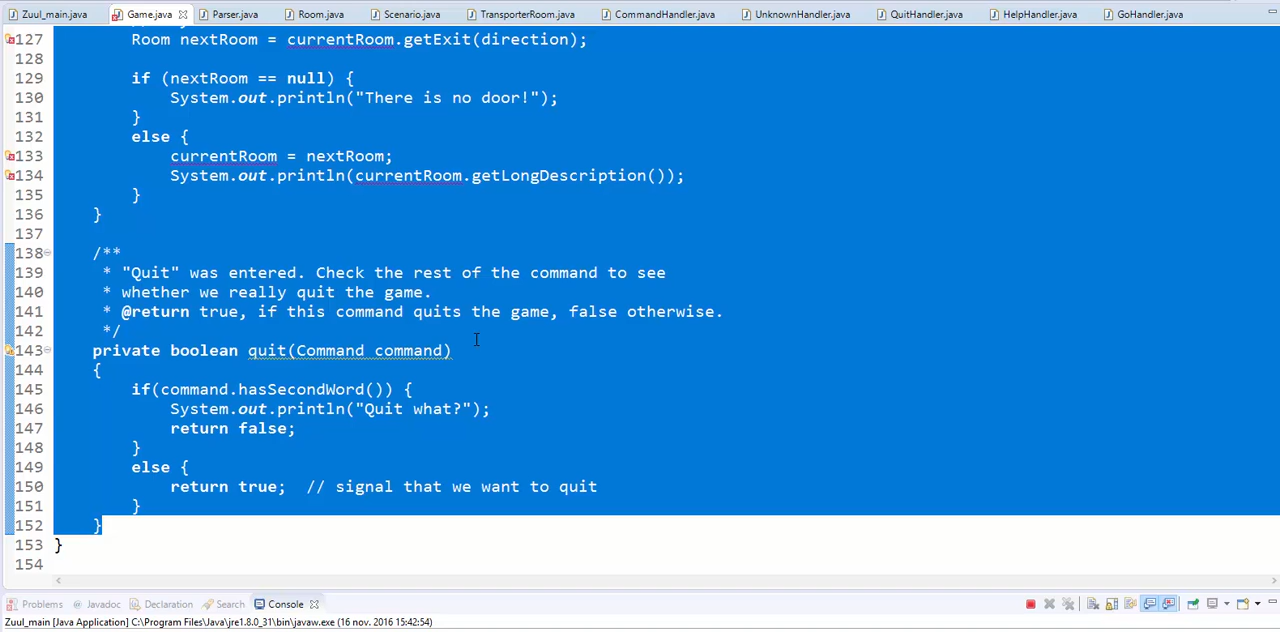 Zuul_main.java Game.java Parser.java Room.java Scenario.java TransporterRoom.java CommandHandler.java UnknownHandler.java QuitHandler.java HelpHandler.java GoHandler.java
127 Room nextRoom = currentRoom.getExit(direction);
128
129 if (nextRoom == null) {
130 System.out.println("There is no door!");
131 }
132 else {
133 currentRoom = nextRoom;
134 System.out.println(currentRoom.getLongDescription());
135 }
136 }
137
138 /**
139 * "Quit" was entered. Check the rest of the command to see
140 * whether we really quit the game.
141 * @return true, if this command quits the game, false otherwise.
142 */
143 private boolean quit(Command command)
144 {
145 if(command.hasSecondWord()) {
146 System.out.println("Quit what?");
147 return false;
148 }
149 else {
150 return true; // signal that we want to quit
151 }
152 }
153 }
154
Problems Javadoc Declaration Search Console
Zuul_main [Java Application] C:\Program Files\Java\jre1.8.0_31\bin\javaw.exe (16 nov. 2016 15:42:54)